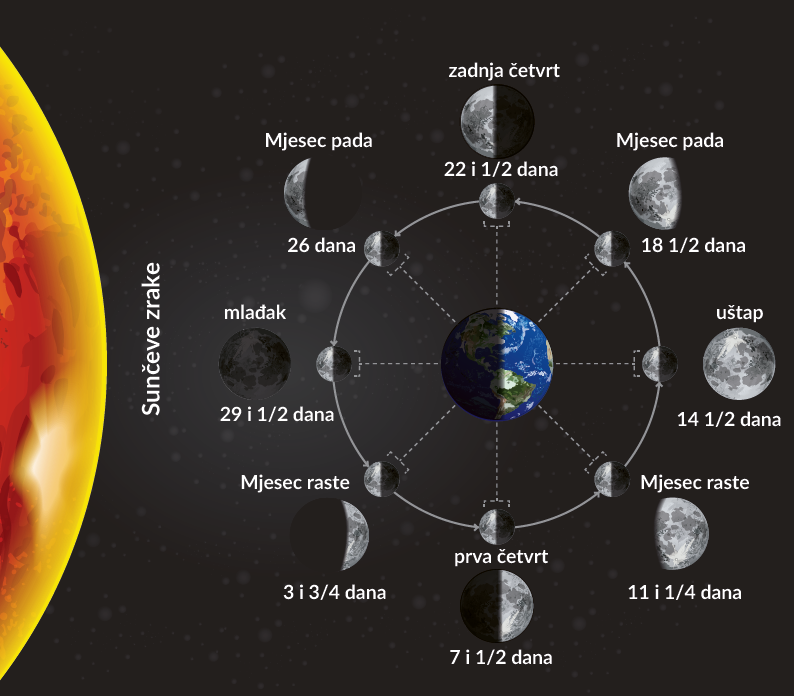 zadnja četvrt
22 i 1/2 dana
Mjesec pada
26 dana
Mjesec pada
18 1/2 dana
Sunčeve zrake
mlađak
29 i 1/2 dana
uštap
14 1/2 dana
Mjesec raste
3 i 3/4 dana
prva četvrt
7 i 1/2 dana
Mjesec raste
11 i 1/4 dana